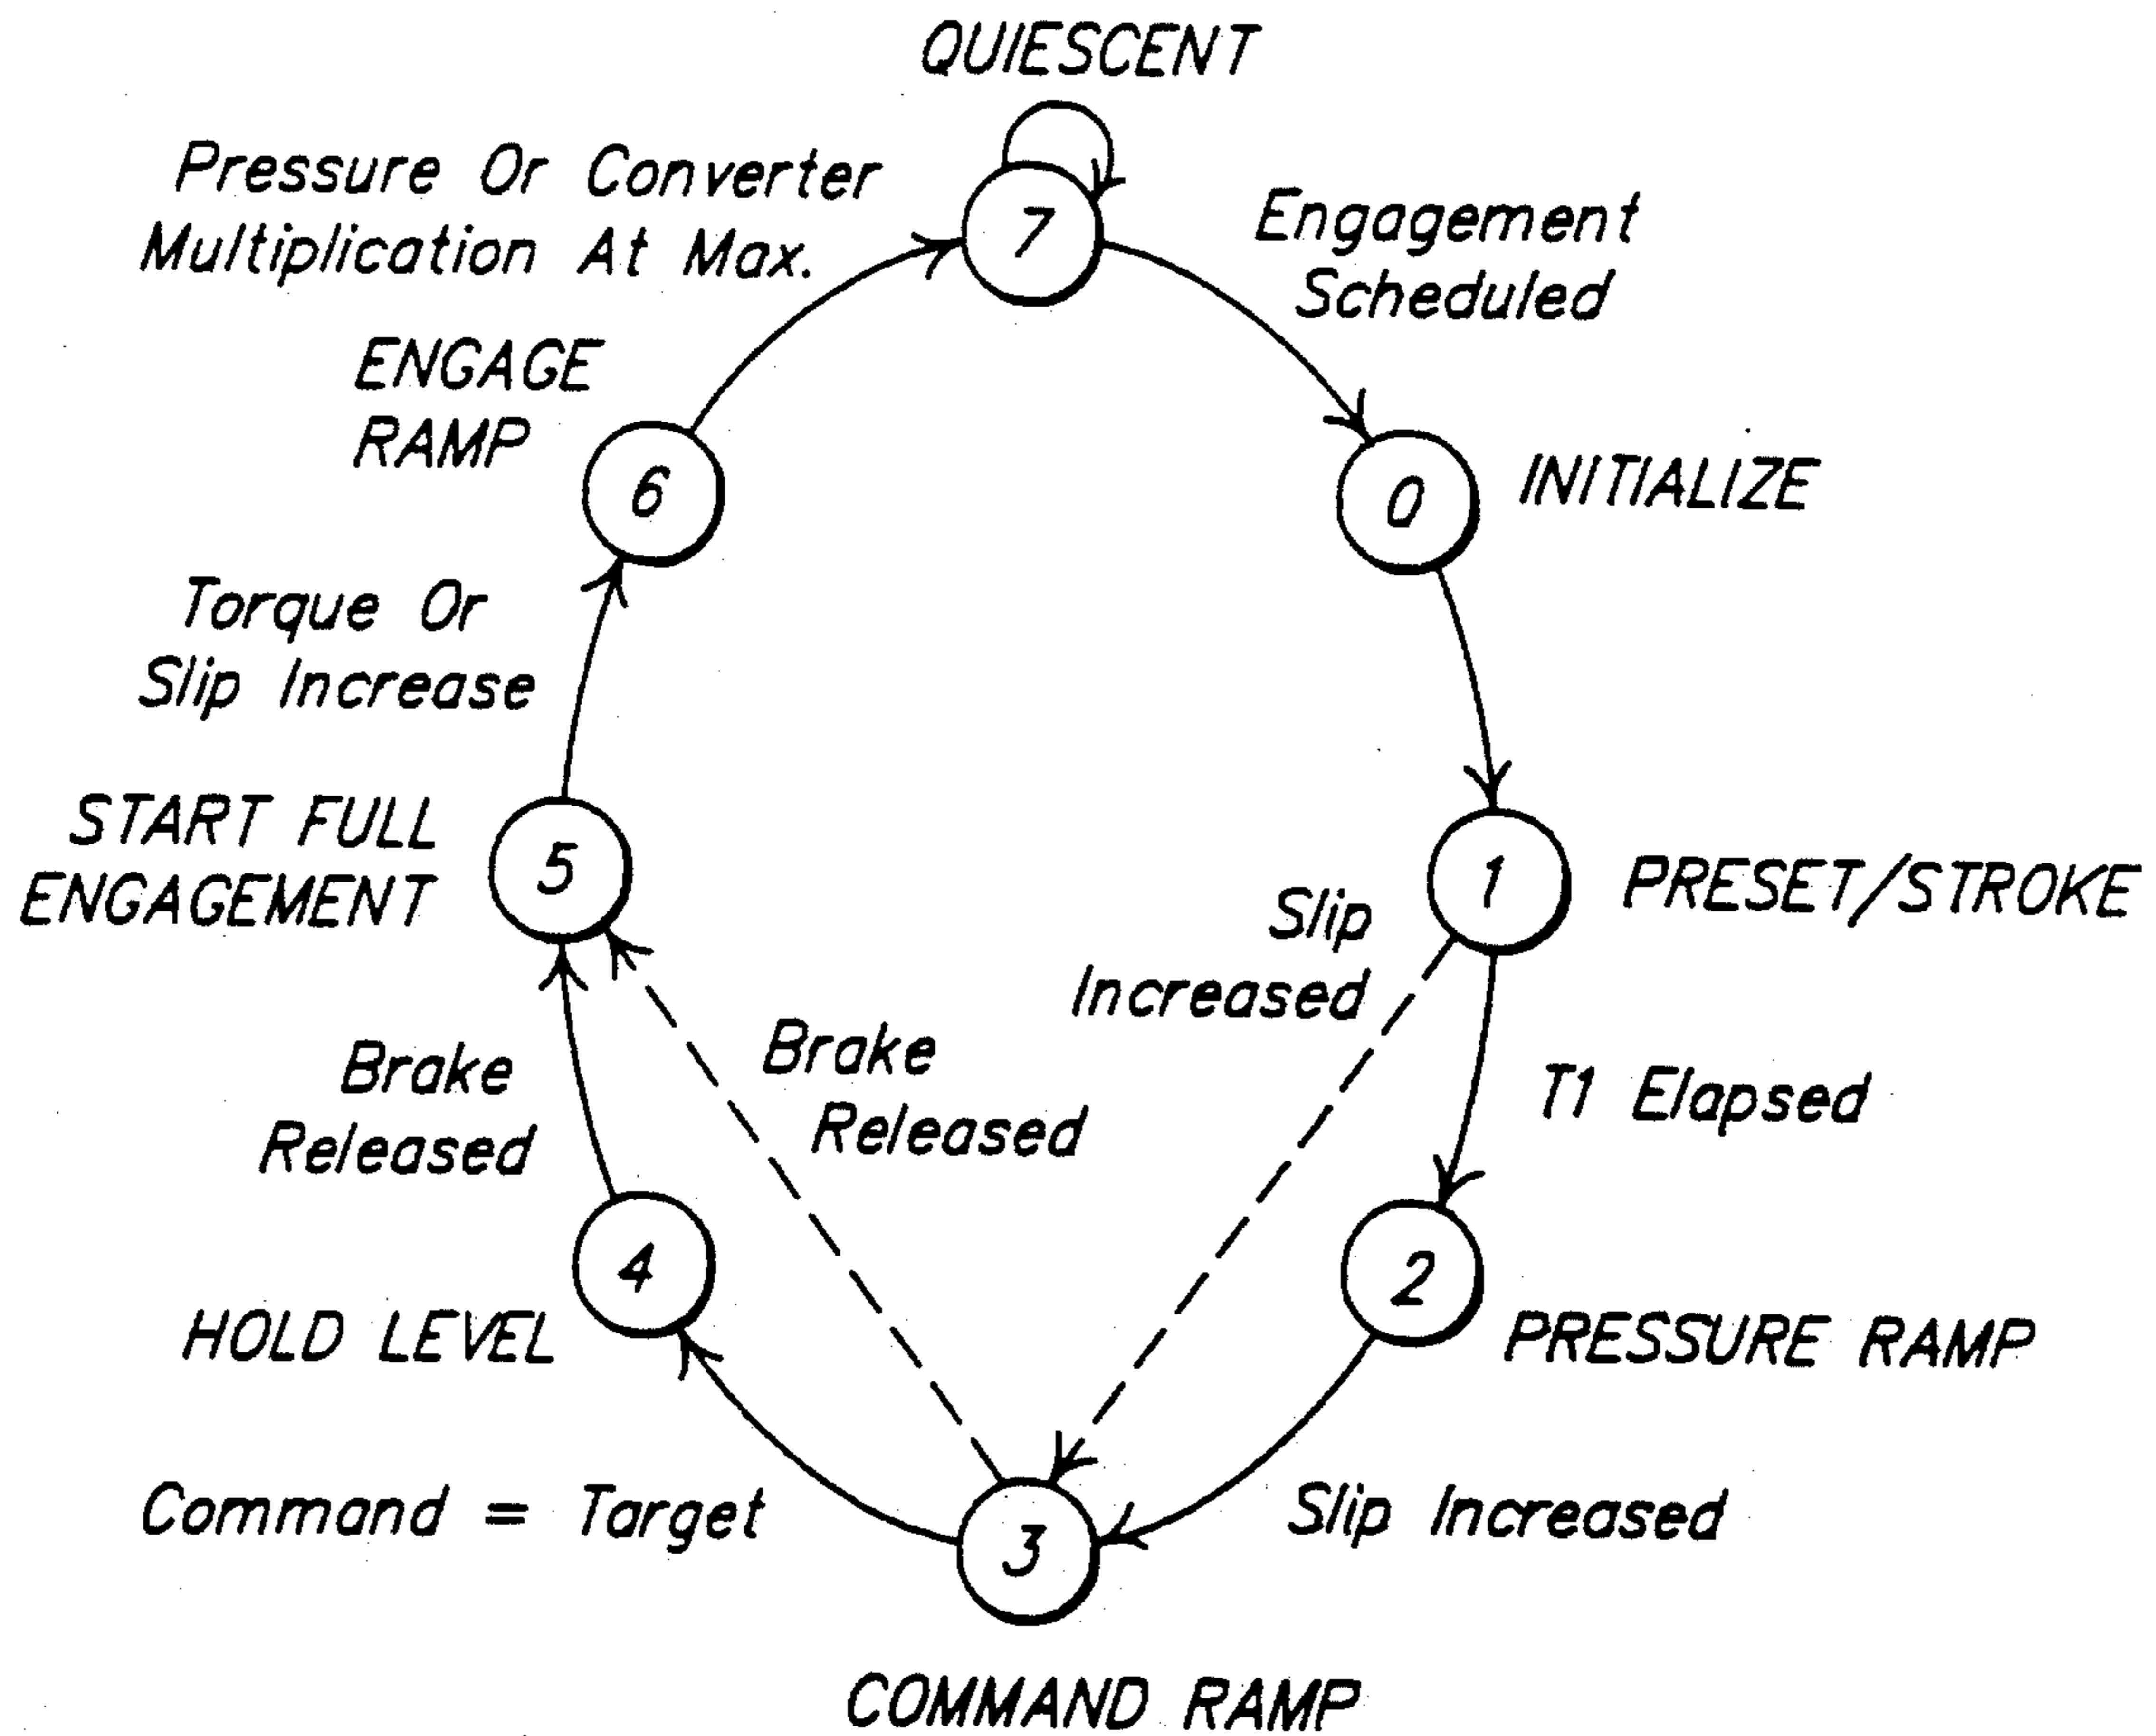 QUIESCENT
Pressure Or Converter
Multiplication At Max.
7
Engagement
Scheduled
ENGAGE
RAMP
6
0
INITIALIZE
Torque Or
Slip Increase
START FULL
ENGAGEMENT
5
1
PRESET/STROKE
Slip
Increased
Brake
Released
Brake
Released
T1 Elapsed
4
2
HOLD LEVEL
PRESSURE RAMP
Command = Target
3
Slip Increased
COMMAND RAMP